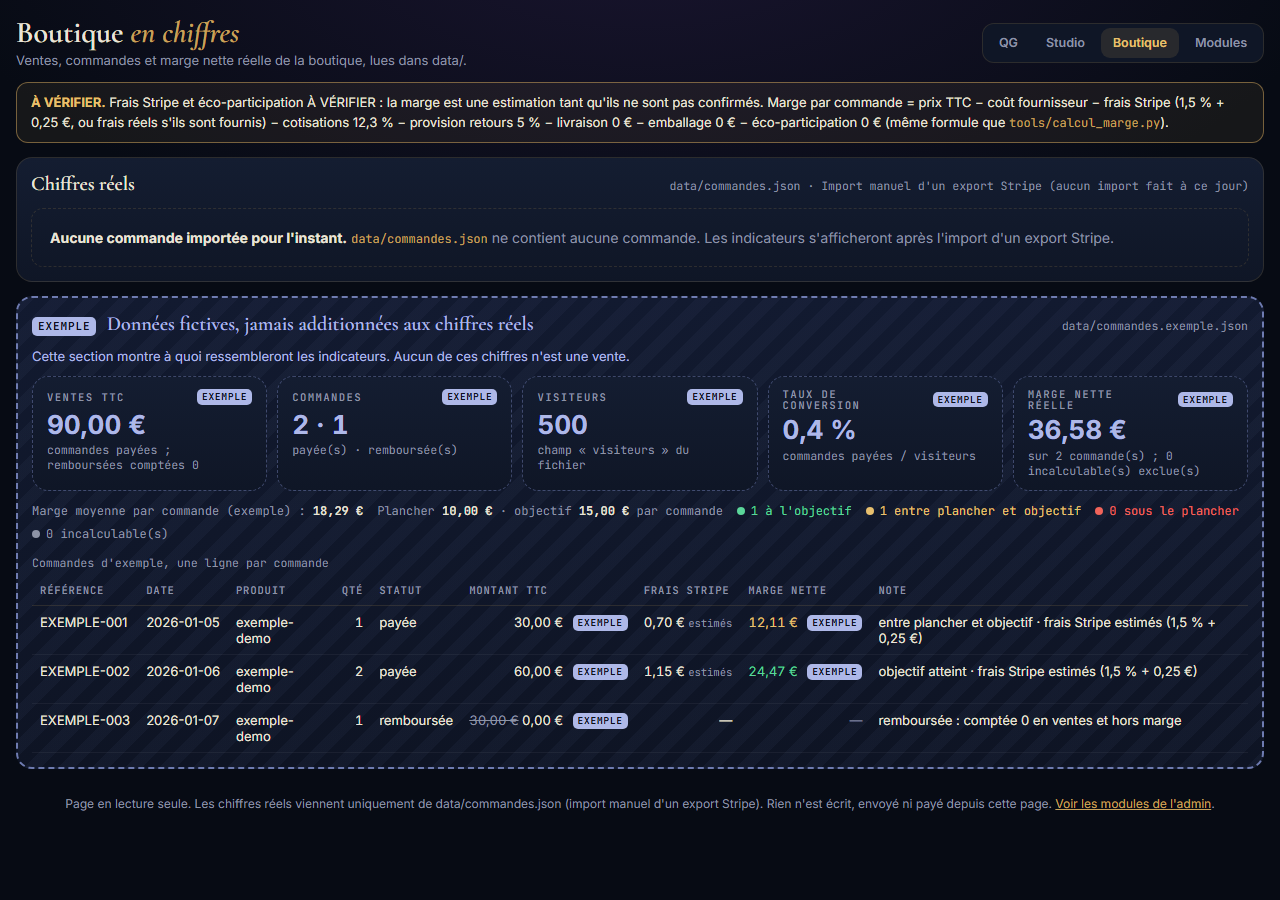 Boutique en chiffres
Ventes, commandes et marge nette réelle de la boutique, lues dans data/.
QG Studio Boutique Modules
À VÉRIFIER. Frais Stripe et éco-participation À VÉRIFIER : la marge est une estimation tant qu'ils ne sont pas confirmés. Marge par commande = prix TTC − coût fournisseur − frais Stripe (1,5 % +
0,25 €, ou frais réels s'ils sont fournis) − cotisations 12,3 % − provision retours 5 % − livraison 0 € − emballage 0 € − éco-participation 0 € (même formule que tools/calcul_marge.py).
Chiffres réels
data/commandes.json · Import manuel d'un export Stripe (aucun import fait à ce jour)
Aucune commande importée pour l'instant. data/commandes.json ne contient aucune commande. Les indicateurs s'afficheront après l'import d'un export Stripe.
EXEMPLE Données fictives, jamais additionnées aux chiffres réels
data/commandes.exemple.json
Cette section montre à quoi ressembleront les indicateurs. Aucun de ces chiffres n'est une vente.
VENTES TTC EXEMPLE
90,00 €
commandes payées ;
remboursées comptées 0
COMMANDES EXEMPLE
2 · 1
payée(s) · remboursée(s)
VISITEURS EXEMPLE
500
champ « visiteurs » du
fichier
TAUX DE
CONVERSION EXEMPLE
0,4 %
commandes payées / visiteurs
MARGE NETTE
RÉELLE EXEMPLE
36,58 €
sur 2 commande(s) ; 0
incalculable(s) exclue(s)
Marge moyenne par commande (exemple) : 18,29 € Plancher 10,00 € · objectif 15,00 € par commande 1 à l'objectif 1 entre plancher et objectif 0 sous le plancher
0 incalculable(s)
Commandes d'exemple, une ligne par commande
RÉFÉRENCE DATE PRODUIT QTÉ STATUT MONTANT TTC FRAIS STRIPE MARGE NETTE NOTE
EXEMPLE-001 2026-01-05 exemple-
demo 1 payée 30,00 € EXEMPLE 0,70 € estimés 12,11 € EXEMPLE entre plancher et objectif · frais Stripe estimés (1,5 % +
0,25 €)
EXEMPLE-002 2026-01-06 exemple-
demo 2 payée 60,00 € EXEMPLE 1,15 € estimés 24,47 € EXEMPLE objectif atteint · frais Stripe estimés (1,5 % + 0,25 €)
EXEMPLE-003 2026-01-07 exemple-
demo 1 remboursée 30,00 € 0,00 € EXEMPLE — — remboursée : comptée 0 en ventes et hors marge
Page en lecture seule. Les chiffres réels viennent uniquement de data/commandes.json (import manuel d'un export Stripe). Rien n'est écrit, envoyé ni payé depuis cette page. Voir les modules de l'admin.